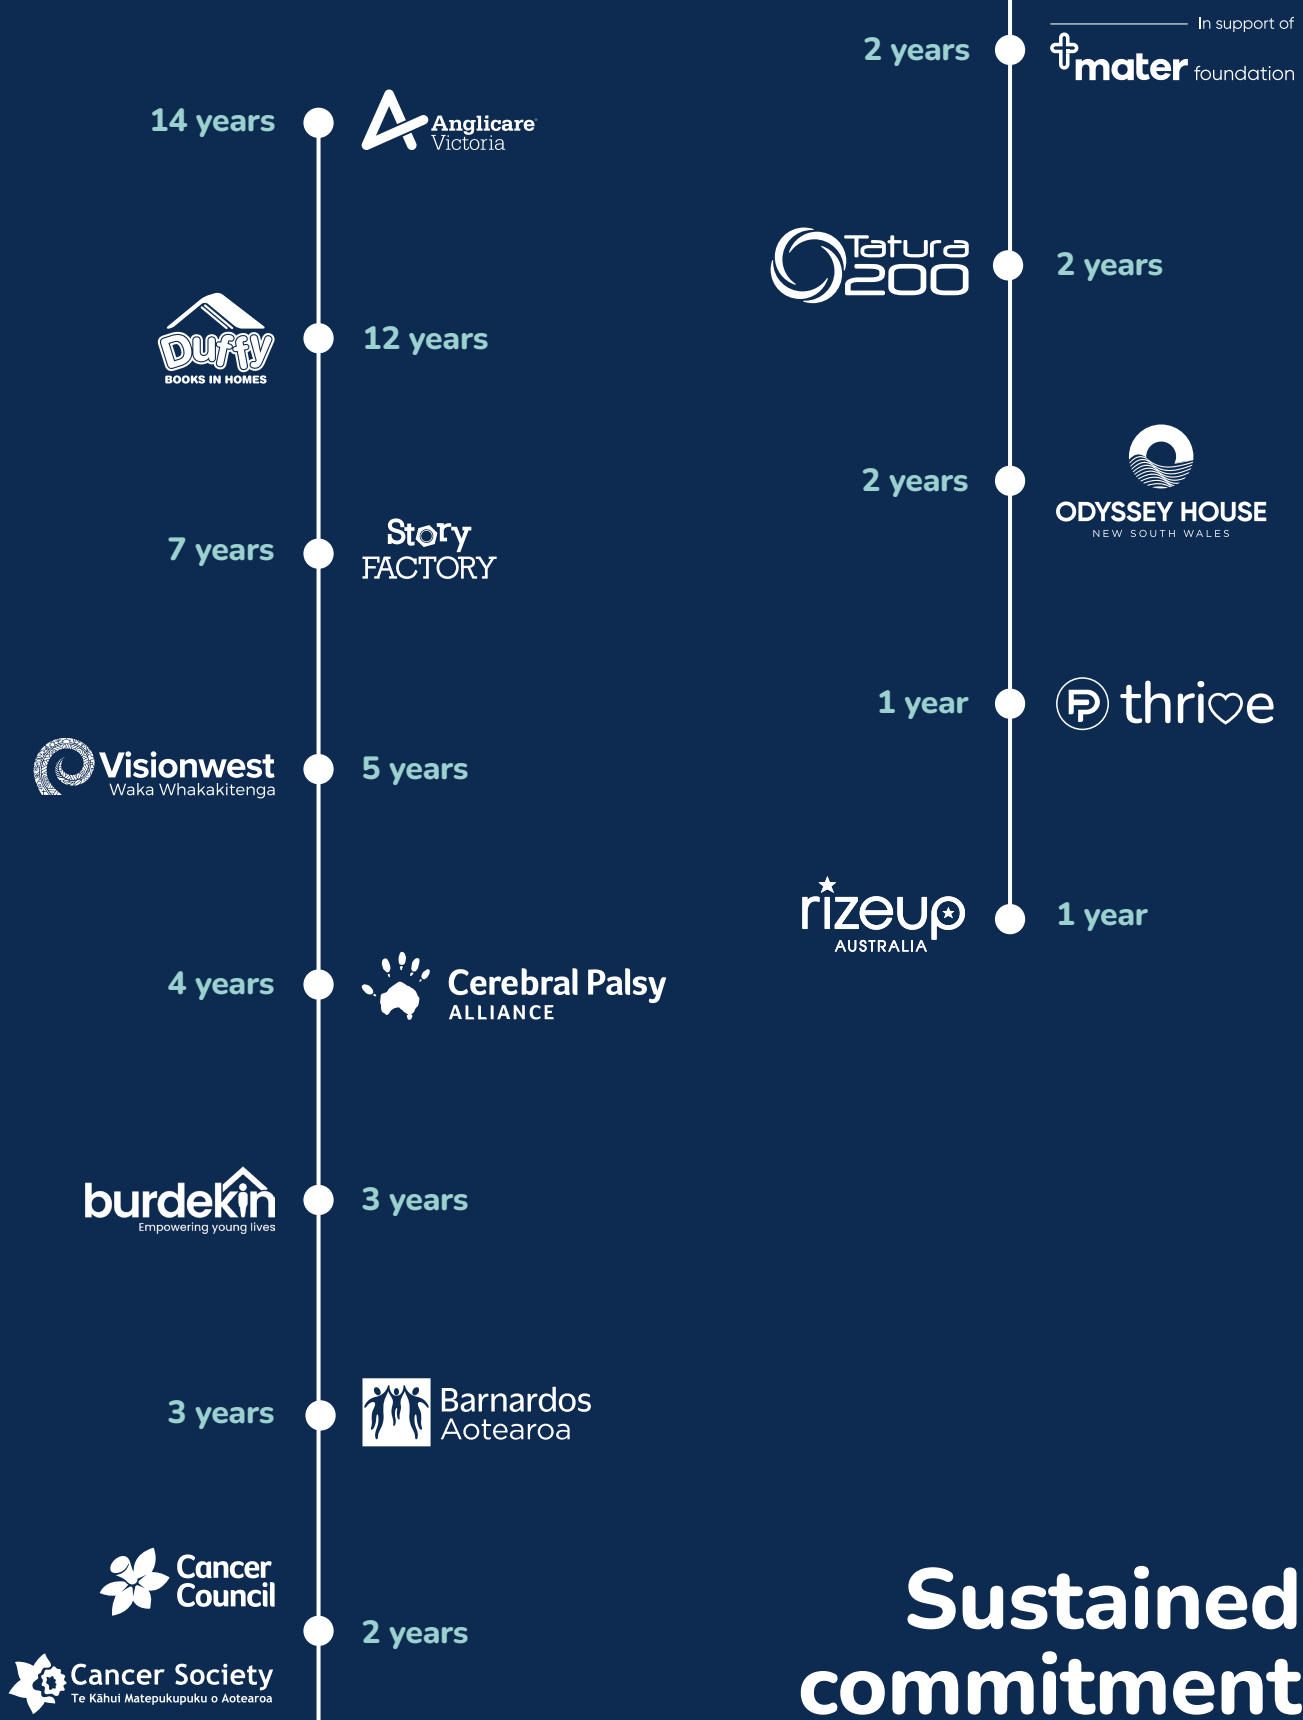 14 years
Anglicare
Victoria
Duffy
BOOKS IN HOMES
12 years
7 years
Story
FACTORY
Visionwest
Waka Whakakitenga
5 years
4 years
Cerebral Palsy
ALLIANCE
burdekin
Empowering young lives
3 years
3 years
Barnardos
Aotearoa
Cancer
Council
2 years
Cancer Society
Te Kāhui Matepukupuku o Aotearoa
In support of
2 years
mater foundation
Tatura
200
2 years
2 years
ODYSSEY HOUSE
NEW SOUTH WALES
1 year
FP thrive
rizeup
AUSTRALIA
1 year
Sustained
commitment